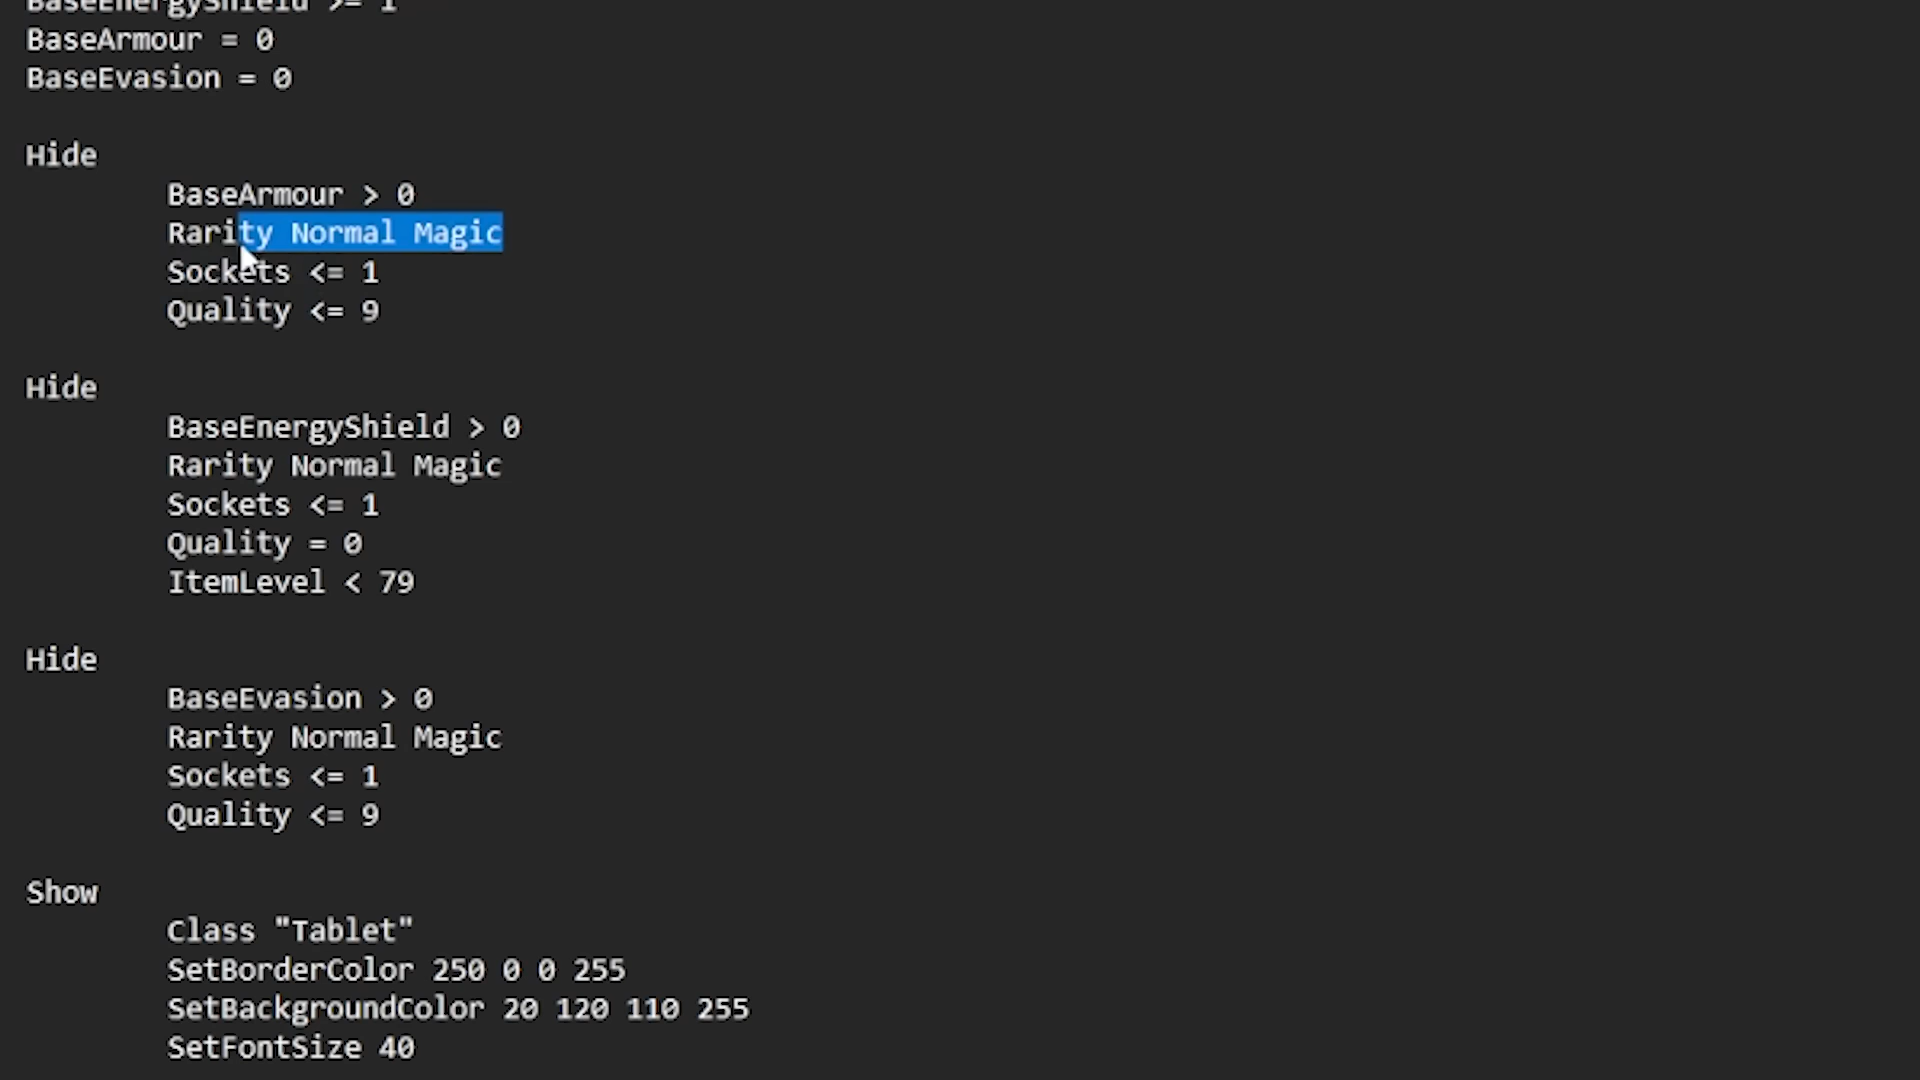 BaseEnergyShield >= 1
BaseArmour = 0
BaseEvasion = 0
Hide
BaseArmour > 0
Rarity Normal Magic
Sockets <= 1
Quality <= 9
Hide
BaseEnergyShield > 0
Rarity Normal Magic
Sockets <= 1
Quality = 0
ItemLevel < 79
Hide
BaseEvasion > 0
Rarity Normal Magic
Sockets <= 1
Quality <= 9
Show
Class "Tablet"
SetBorderColor 250 0 0 255
SetBackgroundColor 20 120 110 255
SetFontSize 40